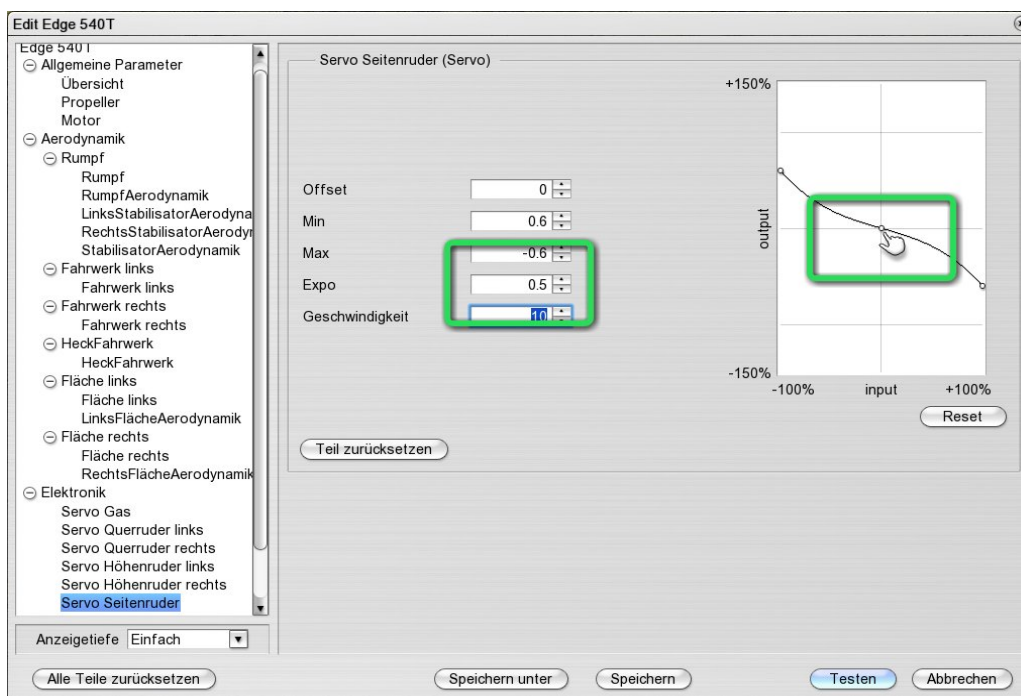 Edit Edge 540T
Edge 540T
Allgemeine Parameter
Übersicht
Propeller
Motor
Aerodynamik
Rumpf
Rumpf
RumpfAerodynamik
LinksStabilisatorAerodyna
RechtsStabilisatorAerodyr
StabilisatorAerodynamik
Fahrwerk links
Fahrwerk links
Fahrwerk rechts
Fahrwerk rechts
HeckFahrwerk
HeckFahrwerk
Fläche links
Fläche links
LinksFlächeAerodynamik
Fläche rechts
Fläche rechts
RechtsFlächeAerodynamik
Elektronik
Servo Gas
Servo Querruder links
Servo Querruder rechts
Servo Höhenruder links
Servo Höhenruder rechts
Servo Seitenruder
Anzeigetiefe Einfach
Servo Seitenruder (Servo)
Offset 0
Min 0.6
Max -0.6
Expo 0.5
Geschwindigkeit 10
Teil zurücksetzen
+150%
output
-150%
-100% input +100%
Reset
Alle Teile zurücksetzen Speichern unter Speichern Testen Abbrechen